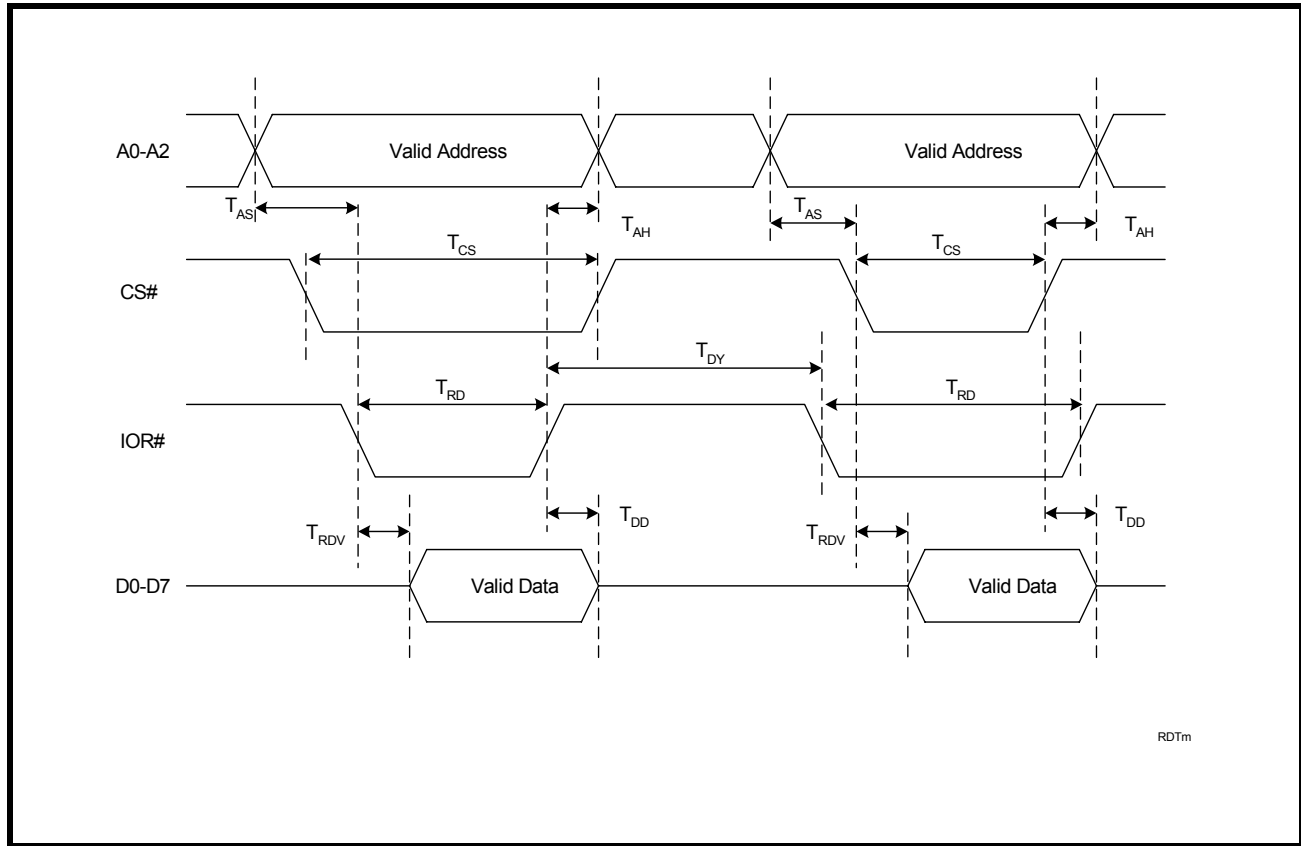 A0-A2
Valid Address
Valid Address
TAS
TAH
TAS
TAH
TCS
TCS
CS#
TDY
TRD
TRD
IOR#
TRDV
TDD
TRDV
TDD
D0-D7
Valid Data
Valid Data
RDTm